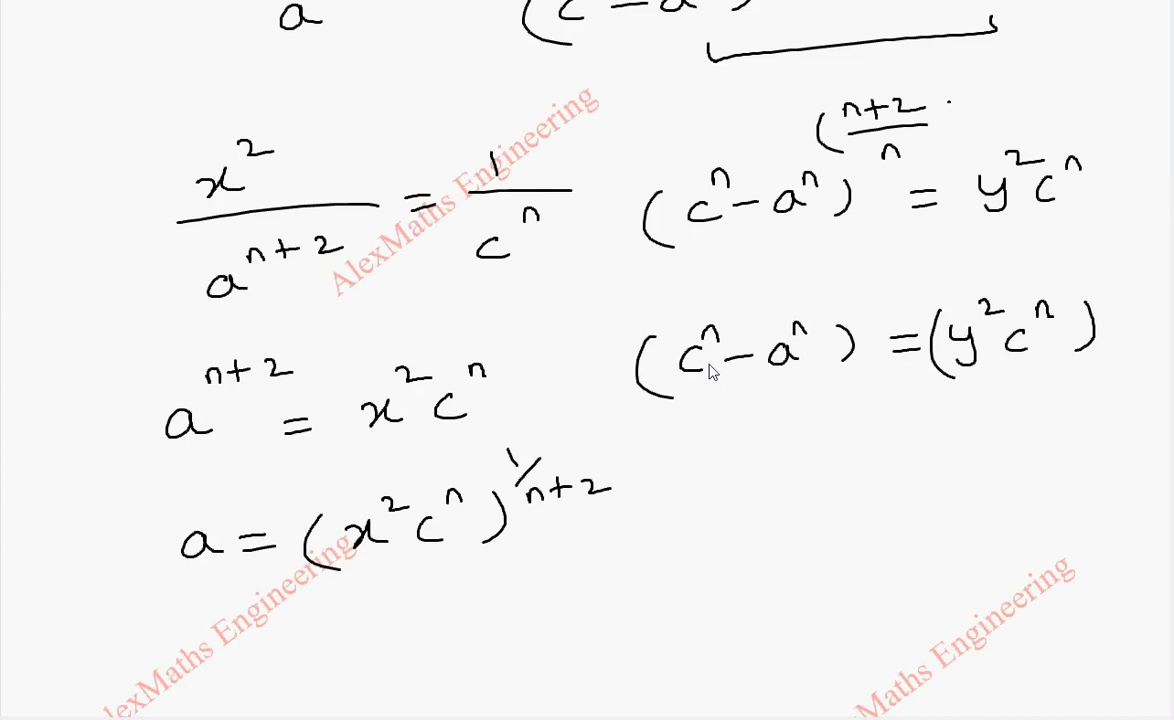 a (c - a )
x^2 / a^{n+2} = 1 / c^n
a^{n+2} = x^2 c^n
a = (x^2 c^n)^{1/n+2}
(c^n - a^n)^{(n+2 / n} = y^2 c^n
(c^n - a^n) = (y^2 c^n)
AlexMaths Engineering
AlexMaths Engineering
Maths Engineering